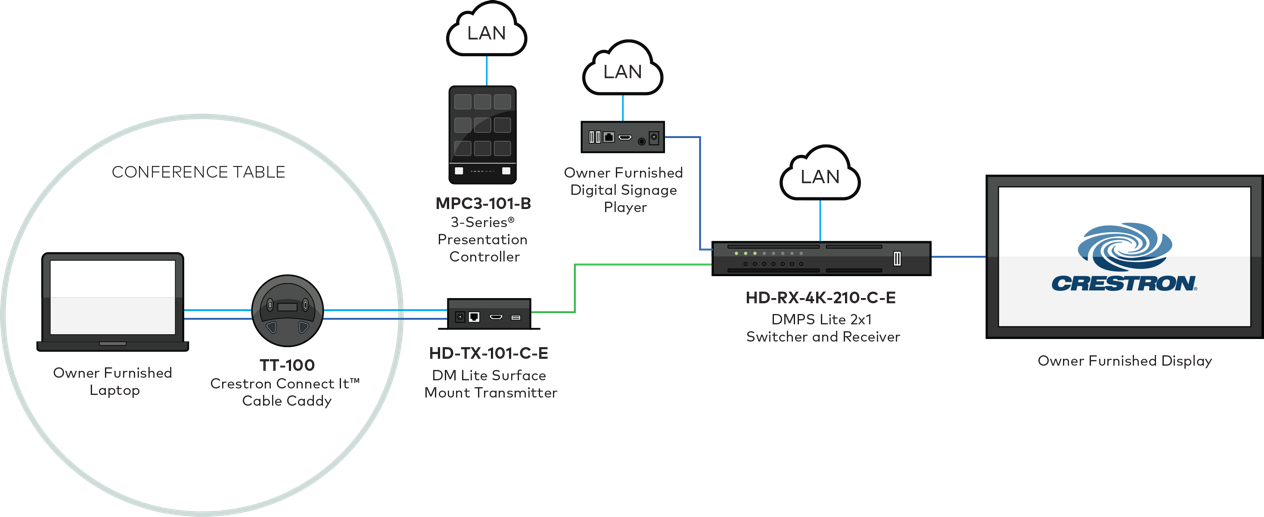 LAN
LAN
CONFERENCE TABLE
Owner Furnished
Digital Signage
Player
LAN
MPC3-101-B
3-Series®
Presentation
Controller
CRESTRON®
HD-RX-4K-210-C-E
DMPS Lite 2x1
Switcher and Receiver
HD-TX-101-C-E
DM Lite Surface
Mount Transmitter
TT-100
Crestron Connect It™
Cable Caddy
Owner Furnished
Laptop
Owner Furnished Display